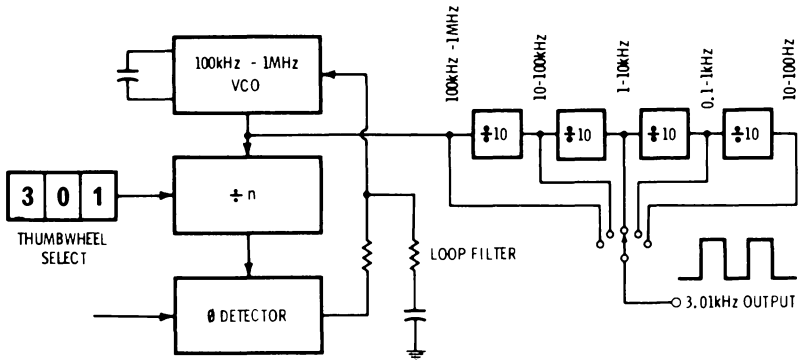 100kHz - 1MHz
VCO
÷ n
3 0 1
THUMBWHEEL
SELECT
Ø DETECTOR
LOOP FILTER
100kHz - 1MHz
10-100kHz
1-10kHz
0.1-1kHz
10-100Hz
÷10
÷10
÷10
÷10
3.01kHz OUTPUT